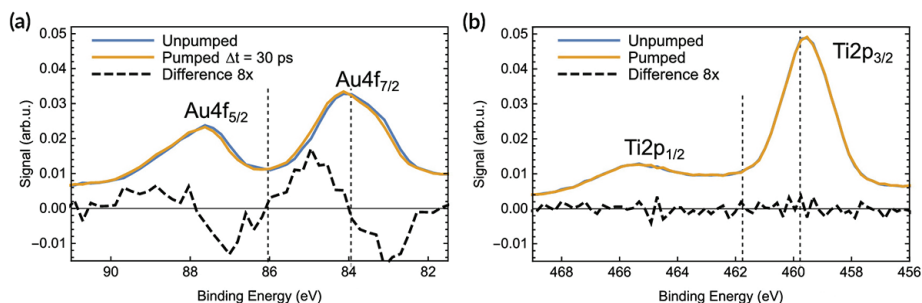 (a)
0.05
0.04
0.03
0.02
0.01
0.00
−0.01
Signal (arb.u.)
Unpumped
Pumped Δt = 30 ps
Difference 8x
Au4f5/2
Au4f7/2
90
88
86
84
82
Binding Energy (eV)
(b)
0.05
0.04
0.03
0.02
0.01
0.00
−0.01
Signal (arb.u.)
Unpumped
Pumped
Difference 8x
Ti2p1/2
Ti2p3/2
468
466
464
462
460
458
456
Binding Energy (eV)